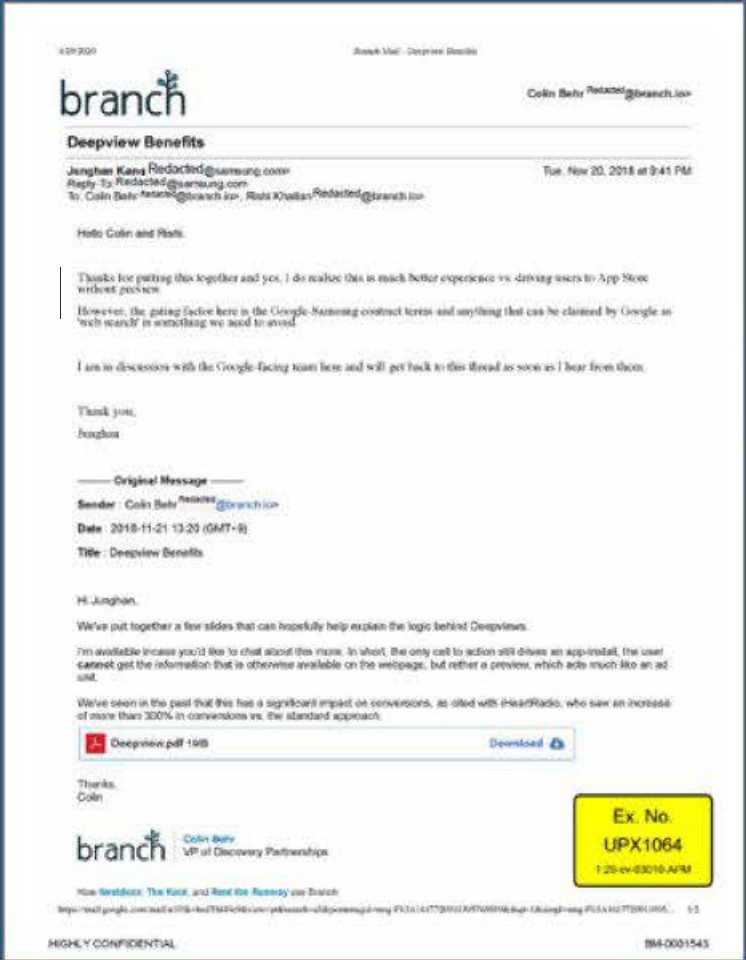 Branch Mail - Deepview Benefits
branch
Colin Behr Redacted@branch.io>
Deepview Benefits
Junghan Kang Redacted@samsung.com>
Tue, Nov 20, 2018 at 9:41 PM
Reply-To: Redacted@samsung.com
To: Colin Behr Redacted@branch.io>, Rishi Khaitan Redacted@branch.io>
Hello Colin and Rishi,
Thanks for putting this together and yes, I do realize this is much better experience vs. driving users to App Store
without preview.
However, the gating factor here is the Google-Samsung contract terms and anything that can be claimed by Google as
'web search' is something we need to avoid.
I am in discussion with the Google-facing team here and will get back to this thread as soon as I hear from them.
Thank you,
Junghan
——— Original Message ———
Sender : Colin Behr Redacted@branch.io>
Date : 2018-11-21 13:20 (GMT+9)
Title : Deepview Benefits
Hi Junghan,
We've put together a few slides that can hopefully help explain the logic behind Deepviews.
I'm available incase you'd like to chat about this more. In short, the only call to action still drives an app-install, the user
cannot get the information that is otherwise available on the webpage, but rather a preview, which acts much like an ad
unit.
We've seen in the past that this has a significant impact on conversions, as cited with iHeartRadio, who saw an increase
of more than 300% in conversions vs. the standard approach.
Deepview.pdf 1MB
Download
Thanks,
Colin
branch
Colin Behr
VP of Discovery Partnerships
How Nextdoor, The Knot, and Rent the Runway use Branch
Ex. No.
UPX1064
1:20-cv-03010-APM
1/2
HIGHLY CONFIDENTIAL
BM-0001543